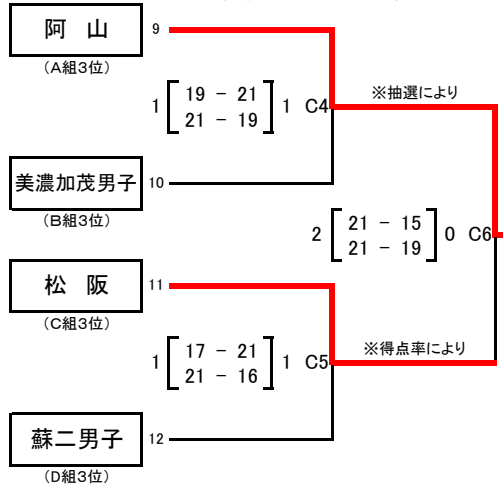 阿 山 9
(A組3位)
※抽選により
1 [ 19 - 21 ] 1 C4
21 - 19
美濃加茂男子 10
(B組3位)
2 [ 21 - 15 ] 0 C6
21 - 19
松 阪 11
(C組3位)
※得点率により
1 [ 17 - 21 ] 1 C5
21 - 16
蘇二男子 12
(D組3位)